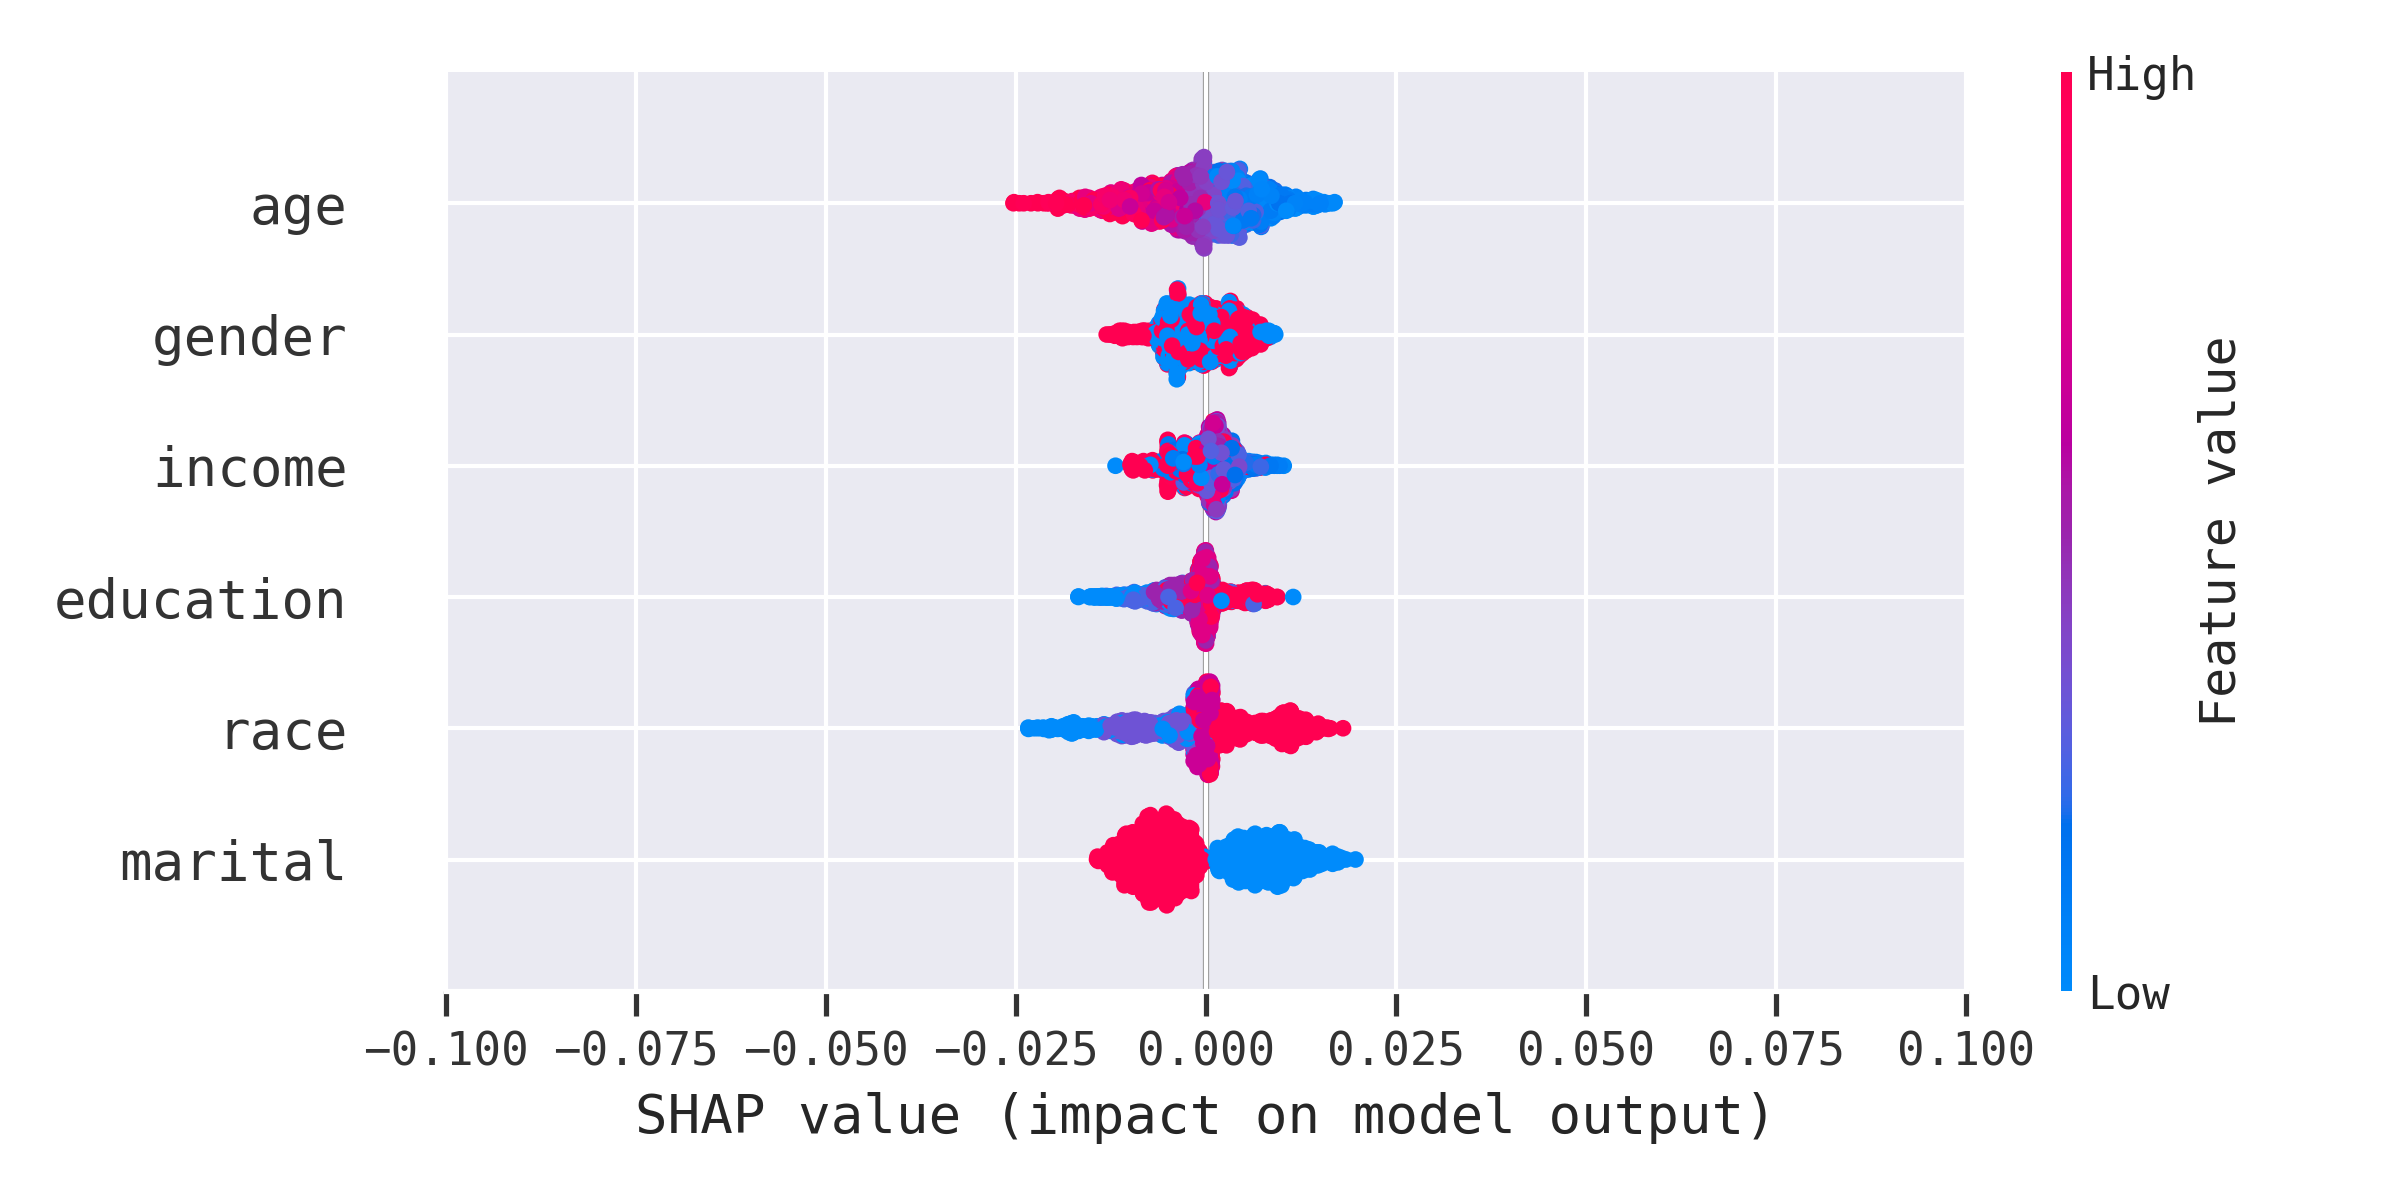 High
age
gender
income
education
race
marital
Low
Feature value
−0.100 −0.075 −0.050 −0.025 0.000 0.025 0.050 0.075 0.100
SHAP value (impact on model output)